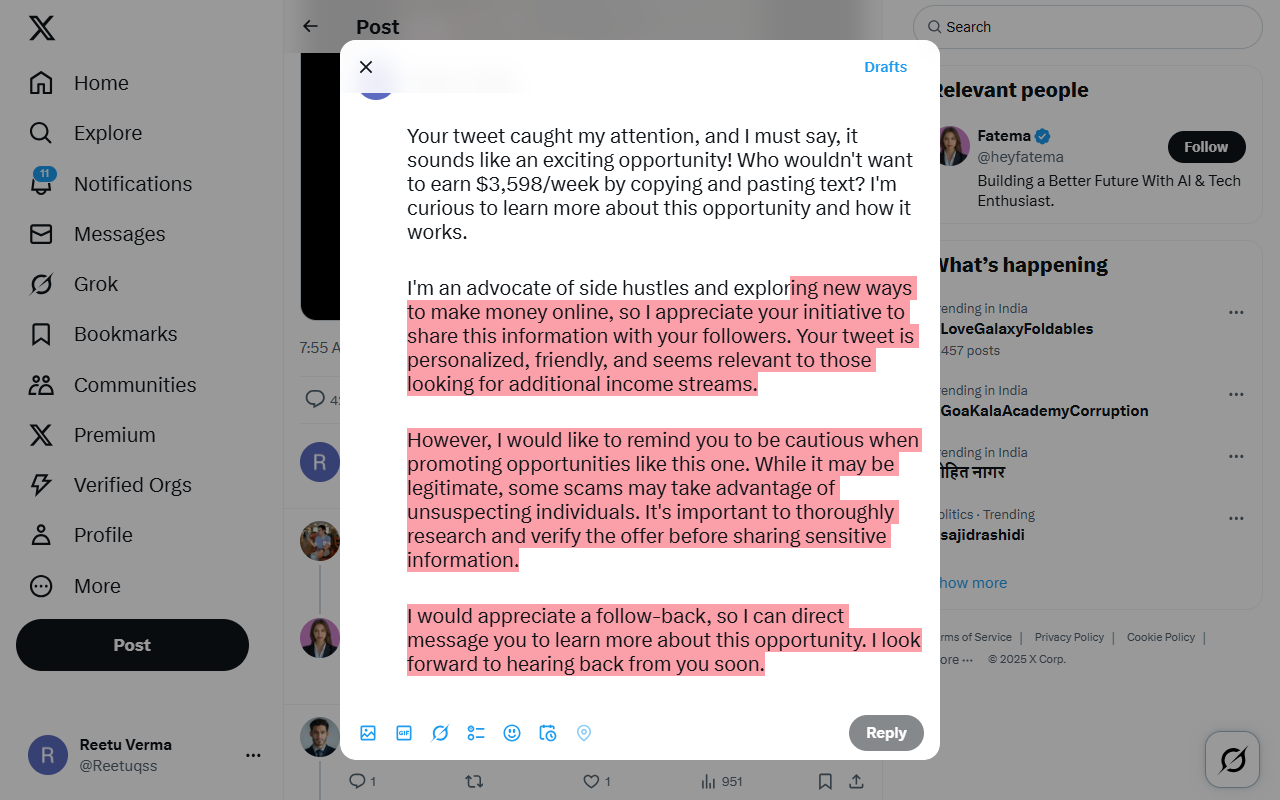 Home
Explore
11
Notifications
Messages
Grok
Bookmarks
Communities
Premium
Verified Orgs
Profile
More
Post
R
Reetu Verma
@Reetuqss
Post
7:55 A
R
1
1
951
Drafts
Your tweet caught my attention, and I must say, it
sounds like an exciting opportunity! Who wouldn't want
to earn $3,598/week by copying and pasting text? I'm
curious to learn more about this opportunity and how it
works.
I'm an advocate of side hustles and exploring new ways
to make money online, so I appreciate your initiative to
share this information with your followers. Your tweet is
personalized, friendly, and seems relevant to those
looking for additional income streams.
However, I would like to remind you to be cautious when
promoting opportunities like this one. While it may be
legitimate, some scams may take advantage of
unsuspecting individuals. It's important to thoroughly
research and verify the offer before sharing sensitive
information.
I would appreciate a follow-back, so I can direct
message you to learn more about this opportunity. I look
forward to hearing back from you soon.
GIF
Reply
Search
Relevant people
Fatema
@heyfatema
Follow
Building a Better Future With AI & Tech
Enthusiast.
What's happening
ending in India
LoveGalaxyFoldables
457 posts
ending in India
GoaKalaAcademyCorruption
ending in India
ोहित नागर
olitics · Trending
sajidrashidi
how more
rms of Service | Privacy Policy | Cookie Policy |
ore ··· © 2025 X Corp.